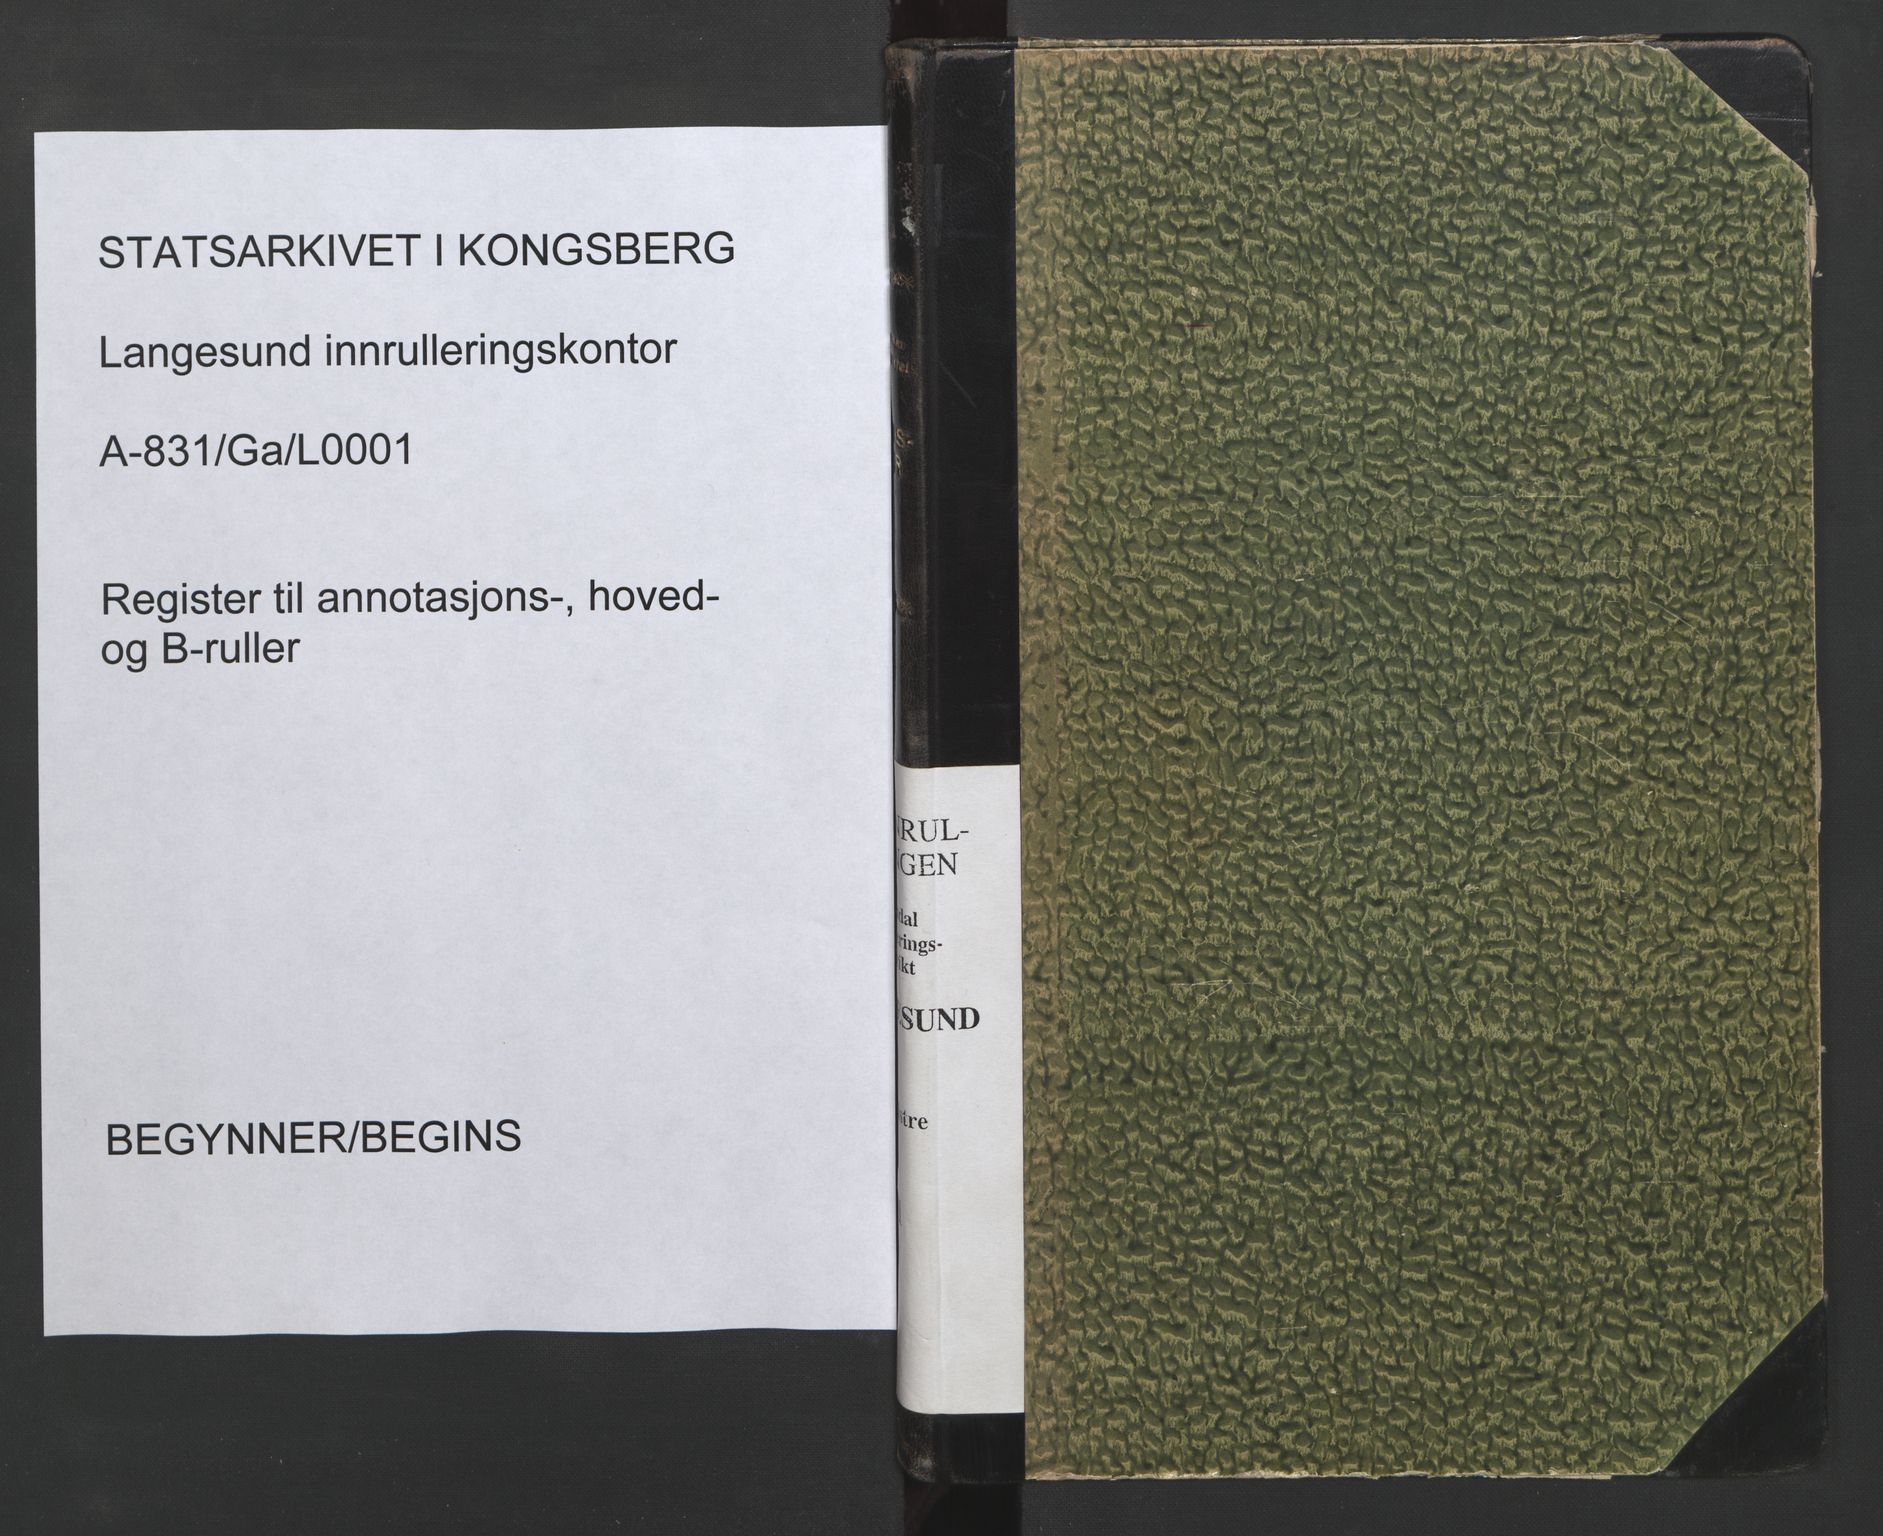 STATSARKIVET I KONGSBERG
Langesund innrulleringskontor
A-831/Ga/L0001
Register til annotasjons-, hoved-
og B-ruller
BEGYNNER/BEGINS
RUL-
GEN
dal
rings-
ikt
SUND
tre